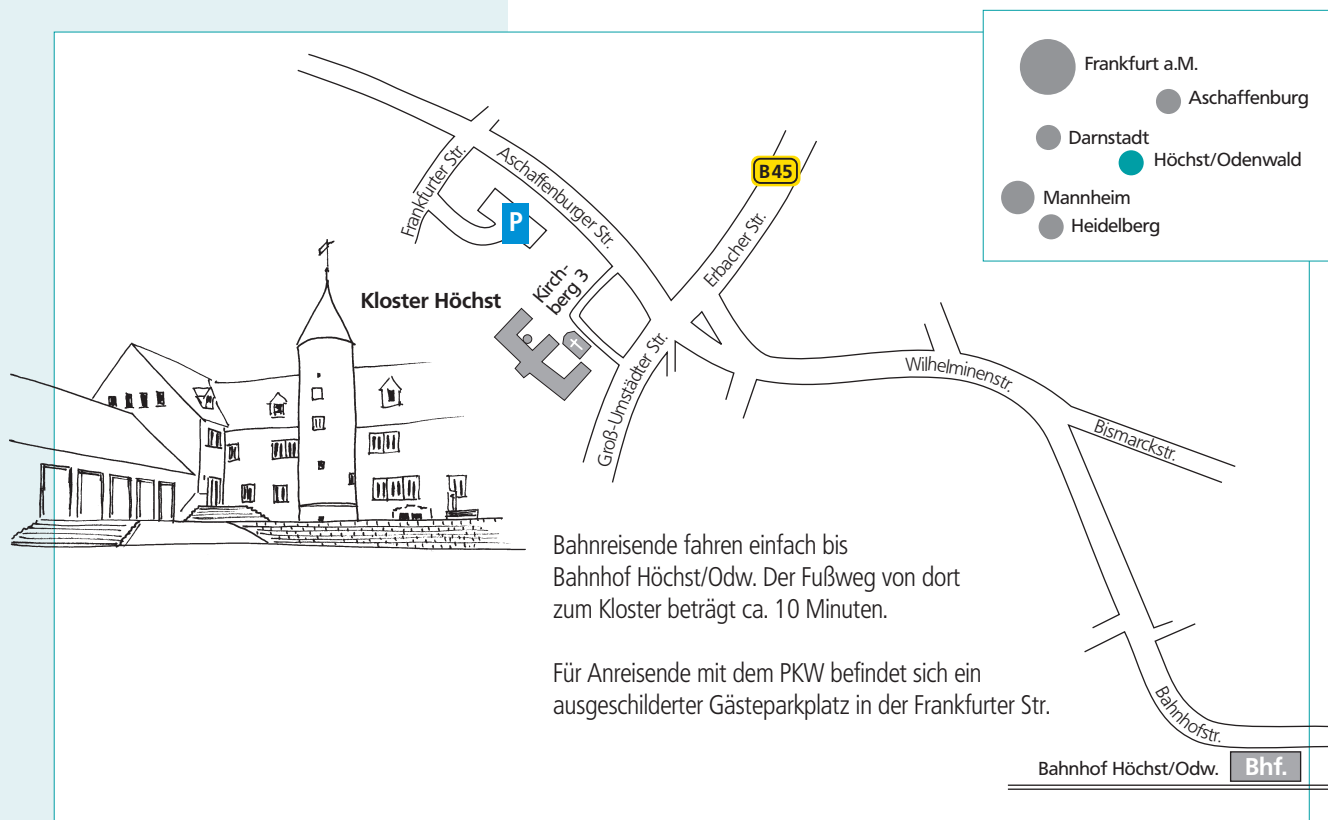 Frankfurt a.M.
Aschaffenburg
Darnstadt
Höchst/Odenwald
Mannheim
Heidelberg
Frankfurter Str.
Aschaffenburger Str.
B45
P
Erbacher Str.
Kirch-
berg 3
Kloster Höchst
Groß-Umstädter Str.
Wilhelminenstr.
Bismarckstr.
Bahnreisende fahren einfach bis
Bahnhof Höchst/Odw. Der Fußweg von dort
zum Kloster beträgt ca. 10 Minuten.
Für Anreisende mit dem PKW befindet sich ein
ausgeschilderter Gästeparkplatz in der Frankfurter Str.
Bahnhofstr.
Bahnhof Höchst/Odw.
Bhf.